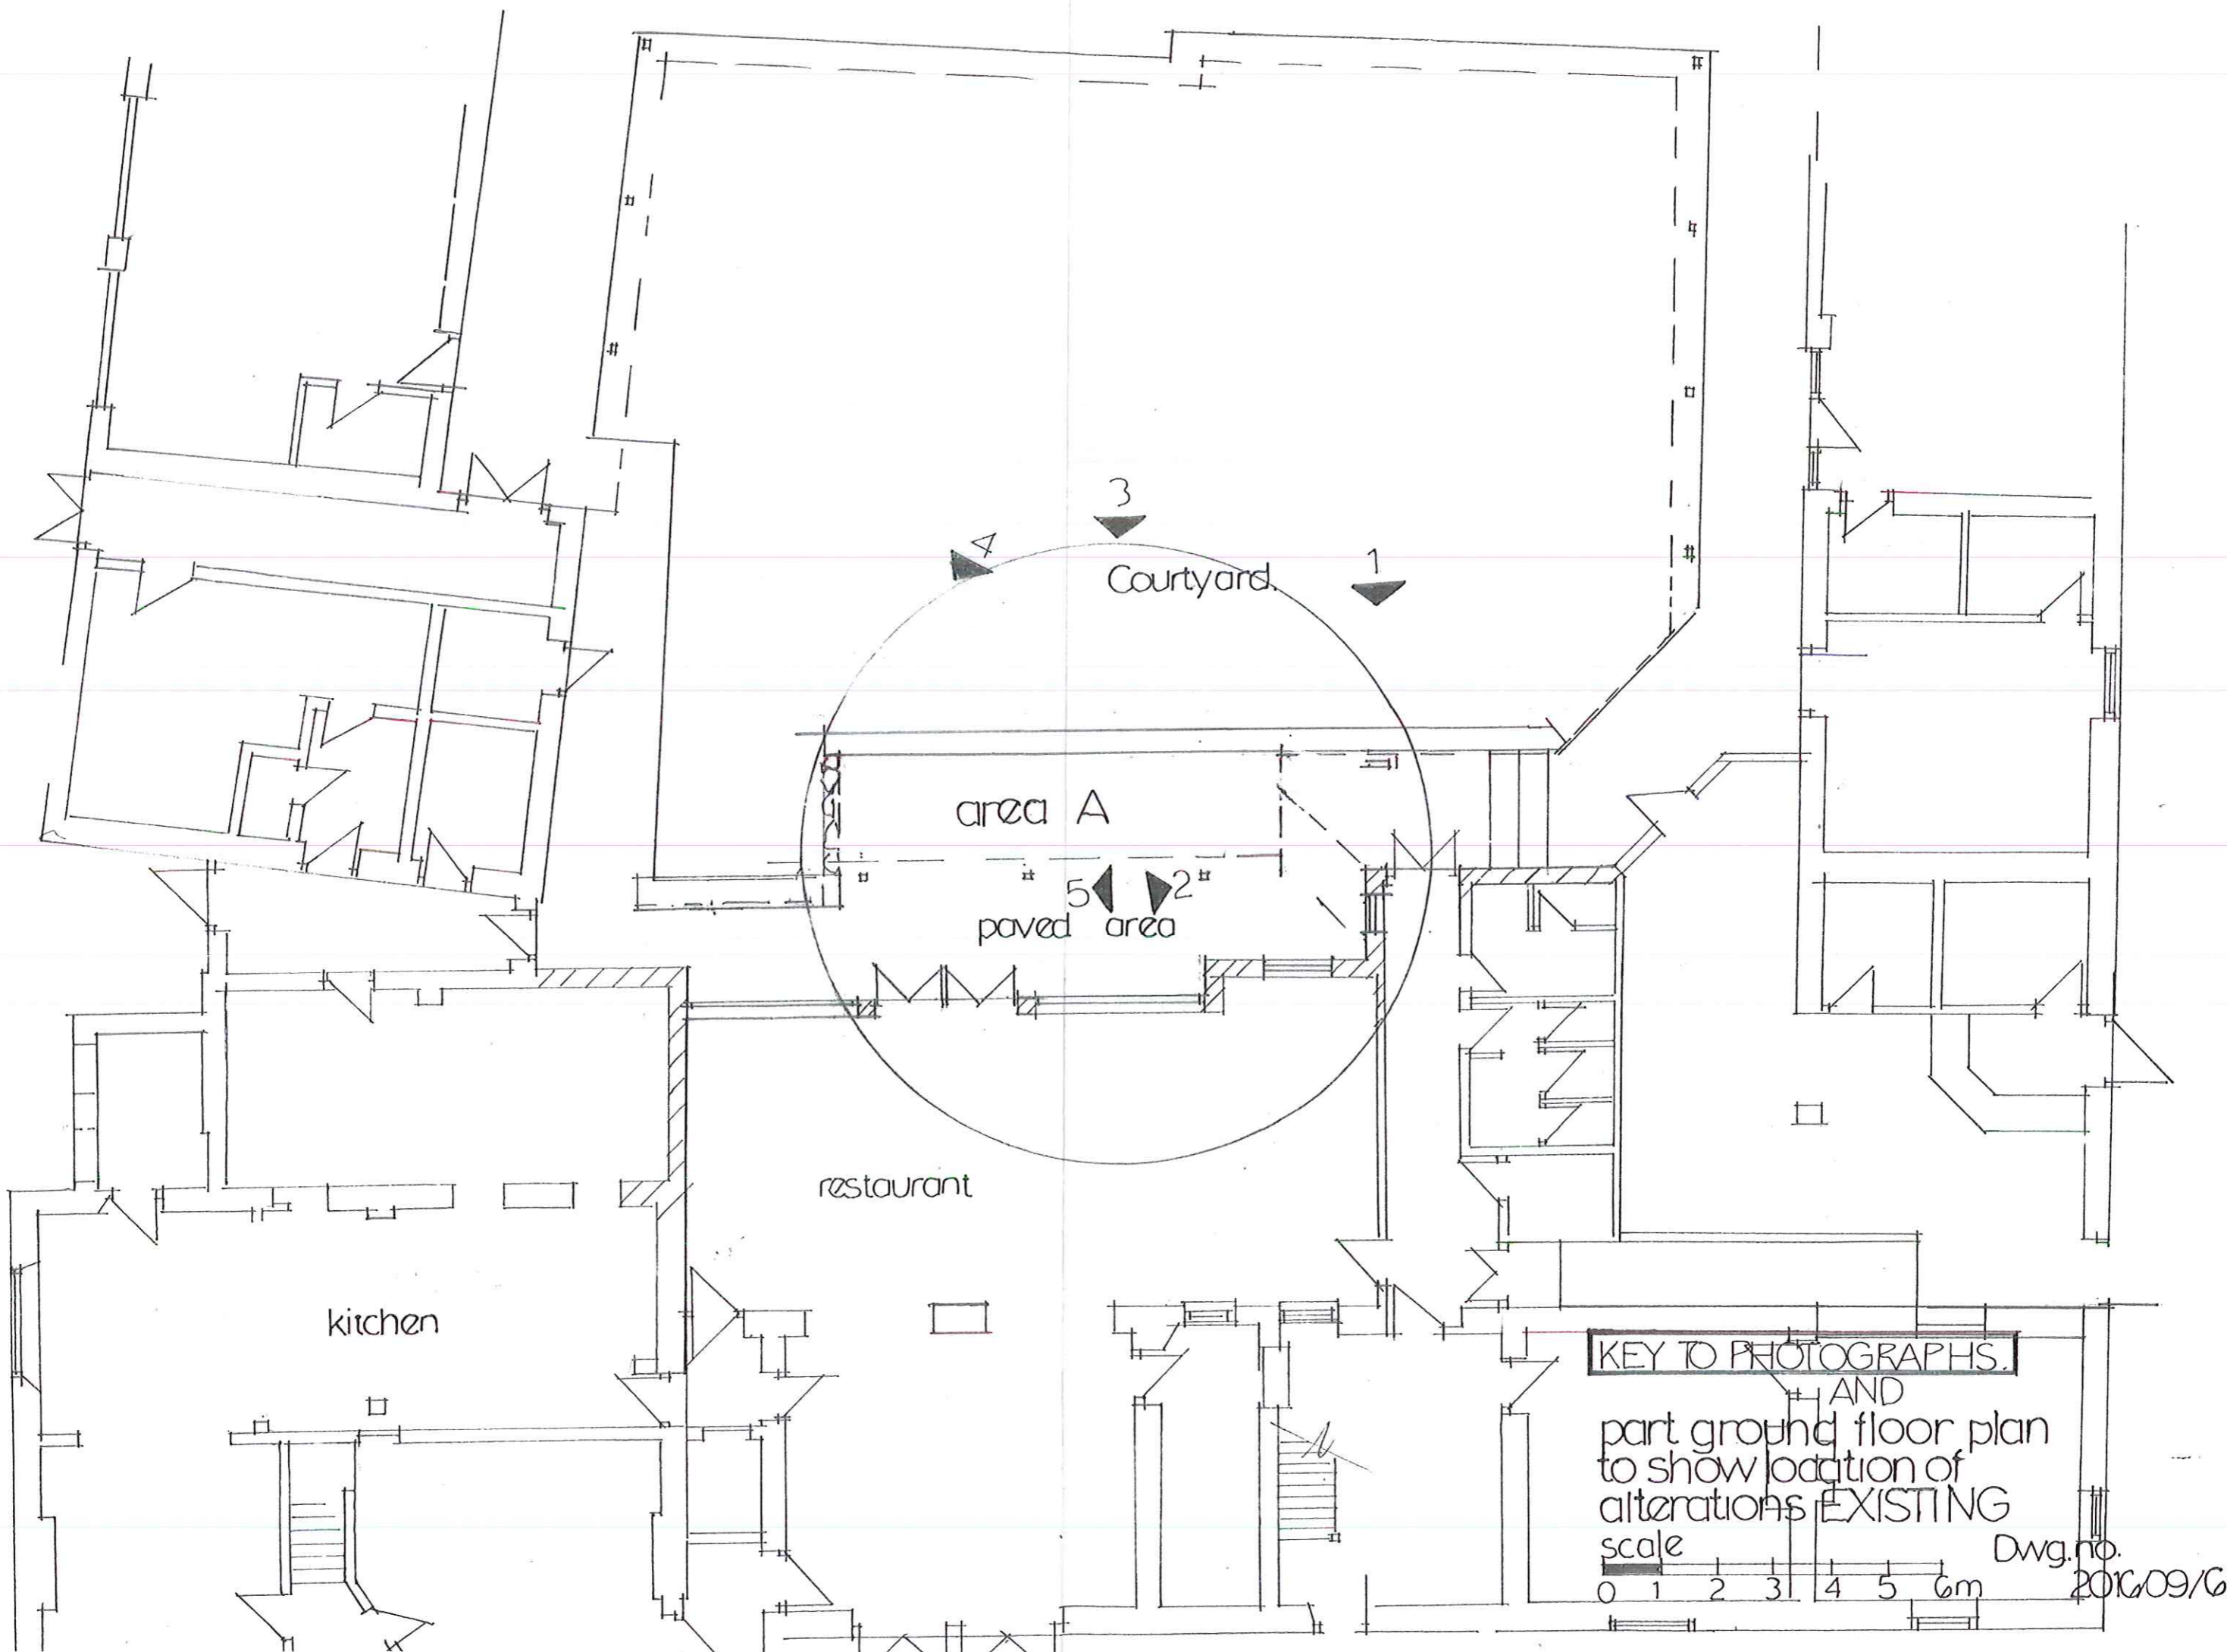 3
4
Courtyard.
1
area A
5 2
paved area
restaurant
kitchen
KEY TO PHOTOGRAPHS.
AND
part ground floor plan
to show location of
alterations EXISTING
scale
Dwg.no.
0 1 2 3 4 5 6m
2016/09/6